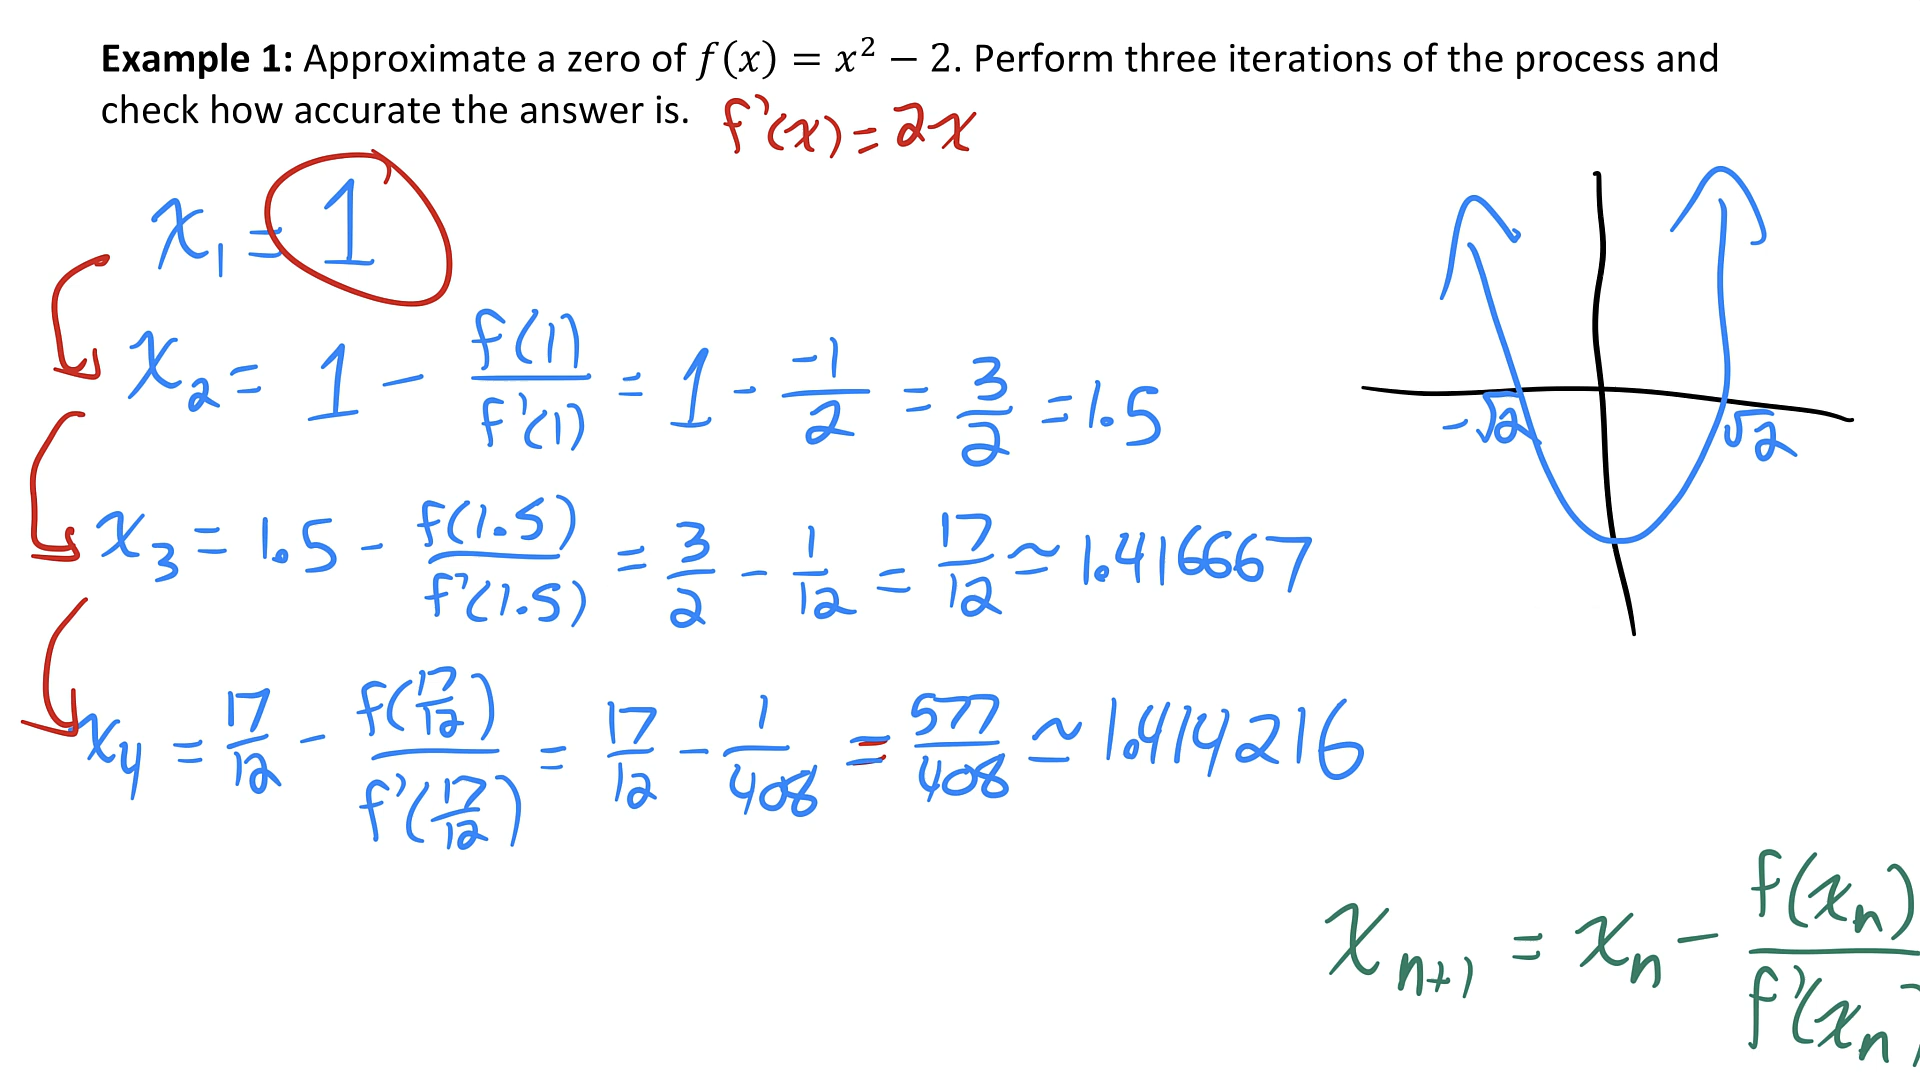 Example 1: Approximate a zero of f(x) = x² − 2. Perform three iterations of the process and
check how accurate the answer is. f'(x) = 2x
x₁ = 1
x₂ = 1 − f(1)/f'(1) = 1 − −1/2 = 3/2 = 1.5
x₃ = 1.5 − f(1.5)/f'(1.5) = 3/2 − 1/12 = 17/12 ≃ 1.416667
x₄ = 17/12 − f(17/12)/f'(17/12) = 17/12 − 1/408 = 577/408 ≃ 1.414216
−√2 √2
xₙ₊₁ = xₙ − f(xₙ)/f'(xₙ)